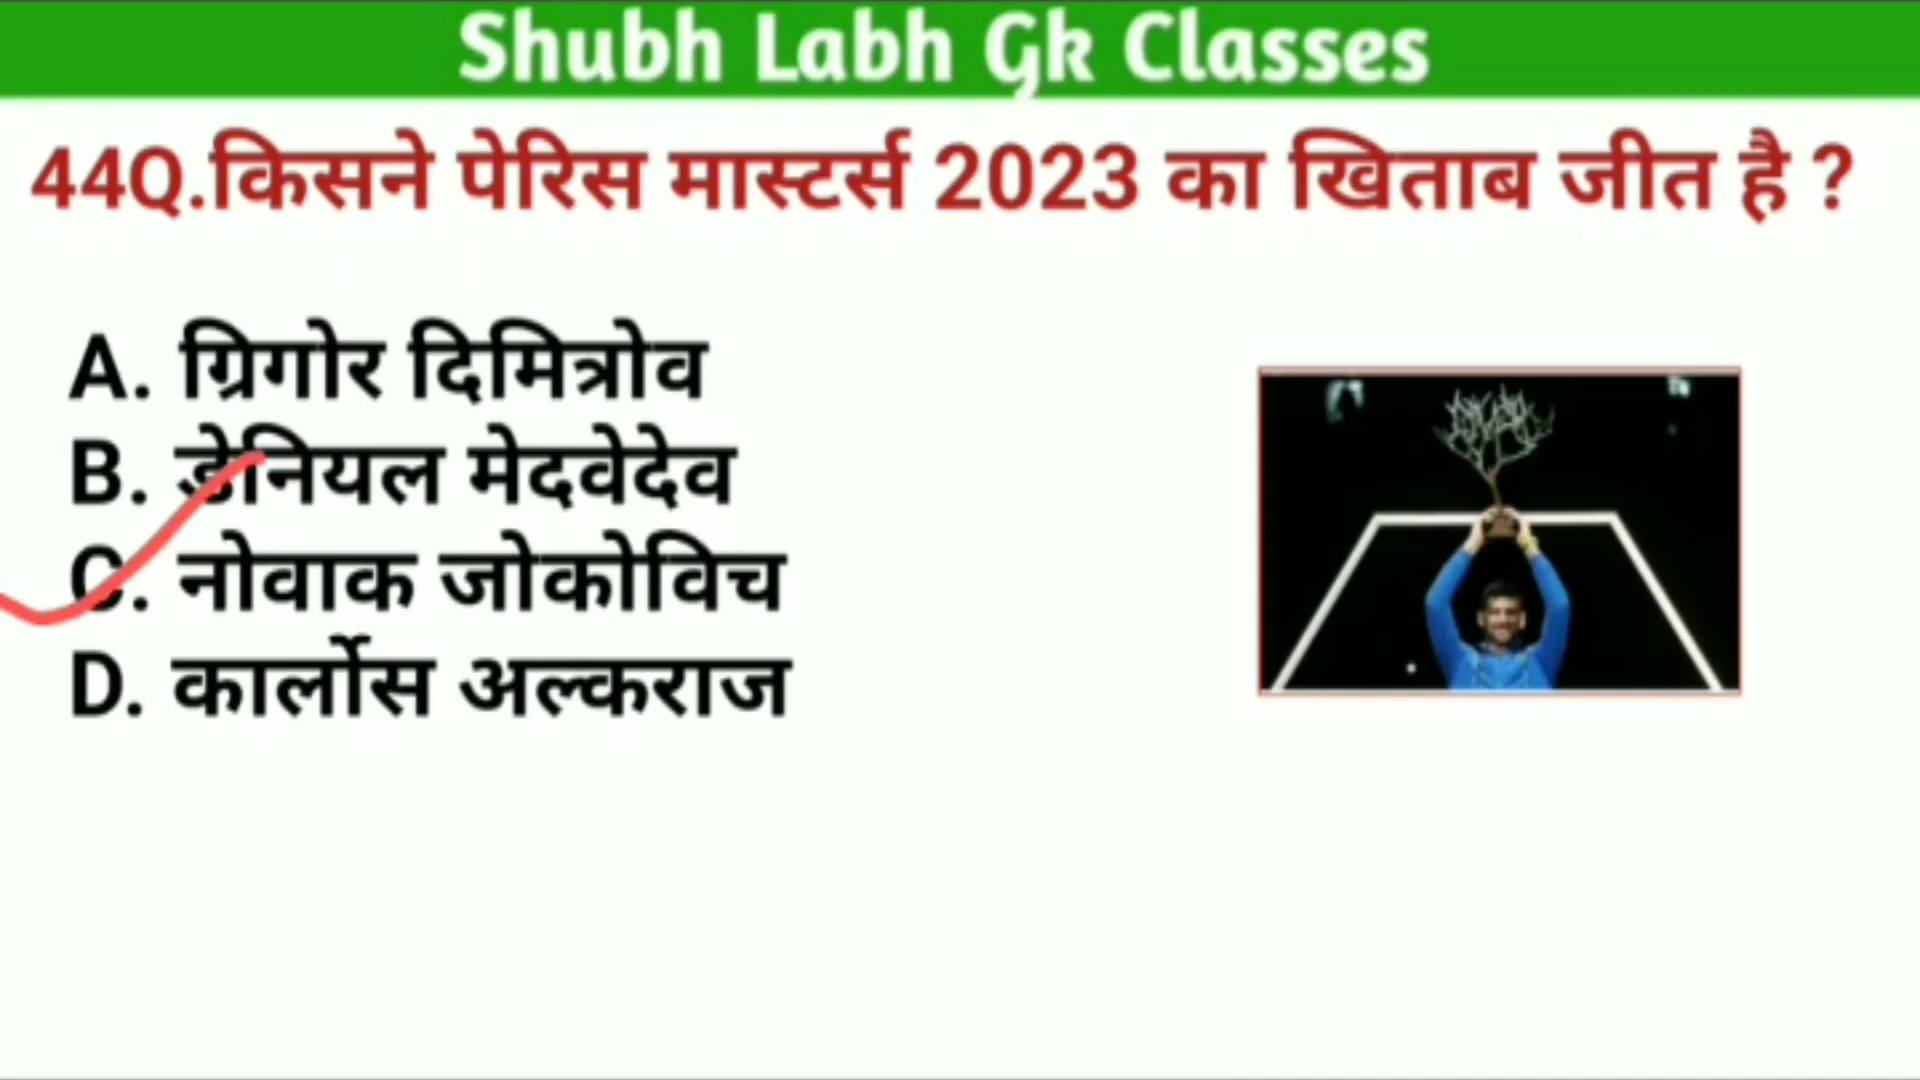 Shubh Labh Gk Classes
44Q.किसने पेरिस मास्टर्स 2023 का खिताब जीत है ?
A. ग्रिगोर दिमित्रोव
B. डेनियल मेदवेदेव
C. नोवाक जोकोविच
D. कार्लोस अल्कराज